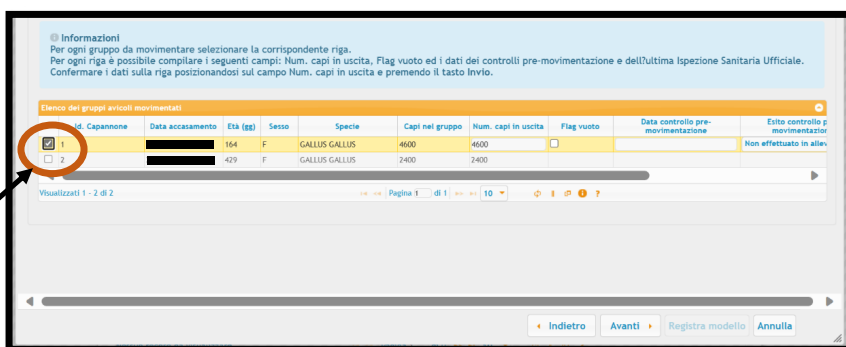 Informazioni
Per ogni gruppo da movimentare selezionare la corrispondente riga.
Per ogni riga è possibile compilare i seguenti campi: Num. capi in uscita, Flag vuoto ed i dati dei controlli pre-movimentazione e dell?ultima Ispezione Sanitaria Ufficiale.
Confermare i dati sulla riga posizionandosi sul campo Num. capi in uscita e premendo il tasto Invio.
Elenco dei gruppi avicoli movimentati
Id. Capannone Data accasamento Età (gg) Sesso Specie Capi nel gruppo Num. capi in uscita Flag vuoto Data controllo pre-movimentazione Esito controllo p movimentazion
1 164 F GALLUS GALLUS 4600 4600 Non effettuato in allev
2 429 F GALLUS GALLUS 2400 2400
Visualizzati 1 - 2 di 2 Pagina 1 di 1 10
Indietro Avanti Registra modello Annulla